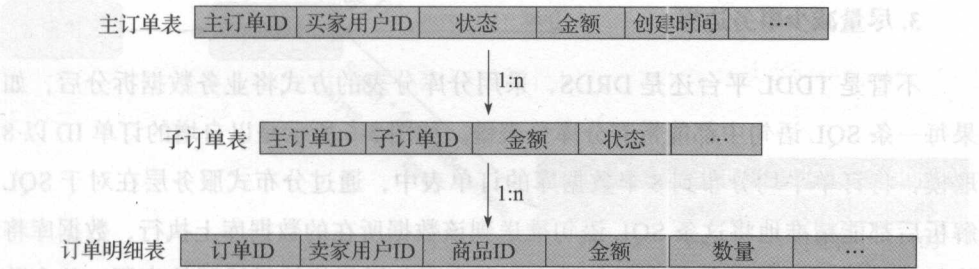 主订单表 主订单ID 买家用户ID 状态 金额 创建时间 …
1:n
子订单表 主订单ID 子订单ID 金额 状态 …
1:n
订单明细表 订单ID 卖家用户ID 商品ID 金额 数量 …